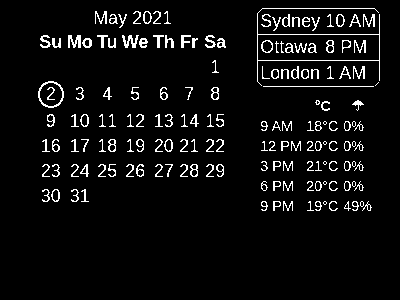 May 2021
Su Mo Tu We Th Fr Sa
1
2 3 4 5 6 7 8
9 10 11 12 13 14 15
16 17 18 19 20 21 22
23 24 25 26 27 28 29
30 31
Sydney 10 AM
Ottawa 8 PM
London 1 AM
°C ☂
9 AM 18°C 0%
12 PM 20°C 0%
3 PM 21°C 0%
6 PM 20°C 0%
9 PM 19°C 49%